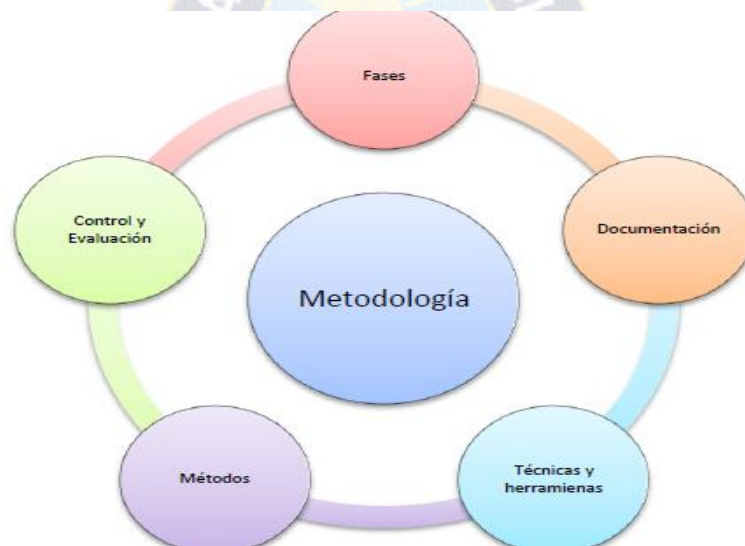 Fases
Control y
Evaluación
Documentación
Metodología
Métodos
Técnicas y
herramienas